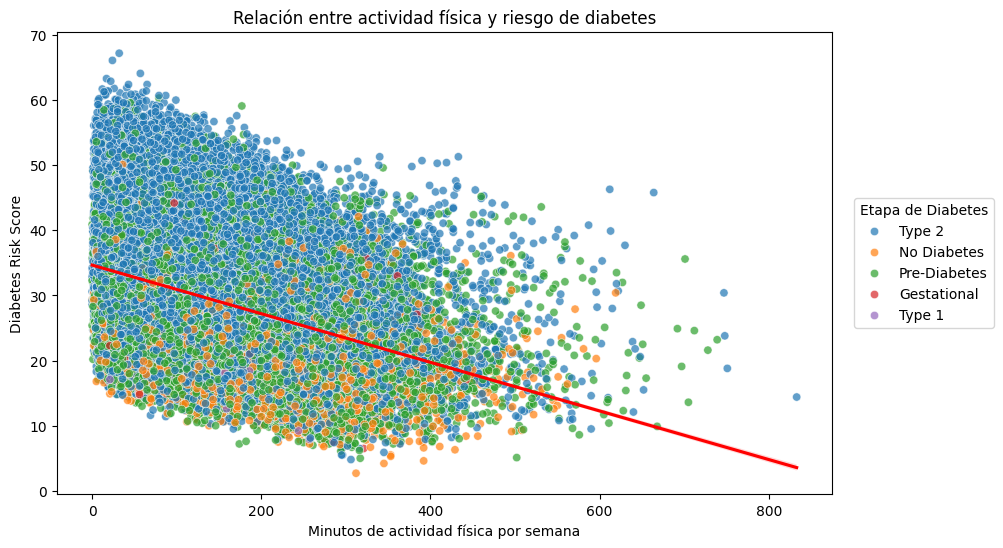 Relación entre actividad física y riesgo de diabetes
70
60
50
40
30
20
10
0
Diabetes Risk Score
0 200 400 600 800
Minutos de actividad física por semana
Etapa de Diabetes
Type 2
No Diabetes
Pre-Diabetes
Gestational
Type 1